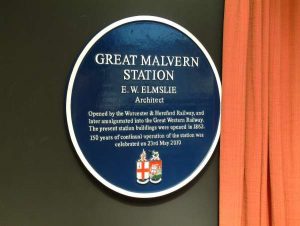 GREAT MALVERN
STATION
E. W. ELMSLIE
Architect
Opened by the Worcester & Hereford Railway, and
later amalgamated into the Great Western Railway.
The present station buildings were opened in 1862.
150 years of continual operation of the station was
celebrated on 23rd May 2010